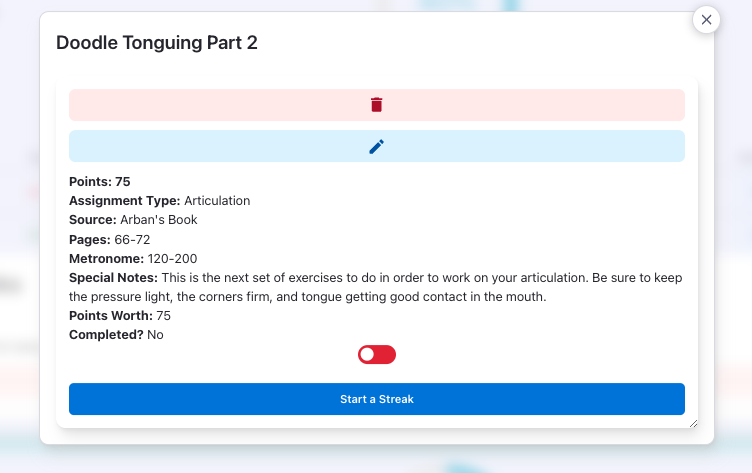 Doodle Tonguing Part 2
Points: 75
Assignment Type: Articulation
Source: Arban's Book
Pages: 66-72
Metronome: 120-200
Special Notes: This is the next set of exercises to do in order to work on your articulation. Be sure to keep
the pressure light, the corners firm, and tongue getting good contact in the mouth.
Points Worth: 75
Completed? No
Start a Streak